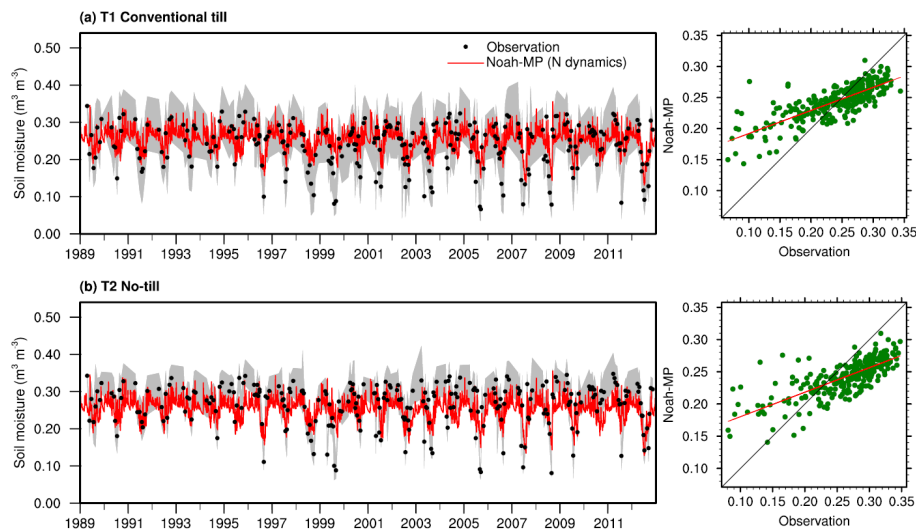 (a) T1 Conventional till
Soil moisture (m³ m⁻³)
0.50
0.40
0.30
0.20
0.10
0.00
Observation
Noah-MP (N dynamics)
1989 1991 1993 1995 1997 1999 2001 2003 2005 2007 2009 2011
Noah-MP
0.35
0.30
0.25
0.20
0.15
0.10
0.10 0.15 0.20 0.25 0.30 0.35
Observation
(b) T2 No-till
Soil moisture (m³ m⁻³)
0.50
0.40
0.30
0.20
0.10
0.00
1989 1991 1993 1995 1997 1999 2001 2003 2005 2007 2009 2011
Noah-MP
0.35
0.30
0.25
0.20
0.15
0.10
0.10 0.15 0.20 0.25 0.30 0.35
Observation